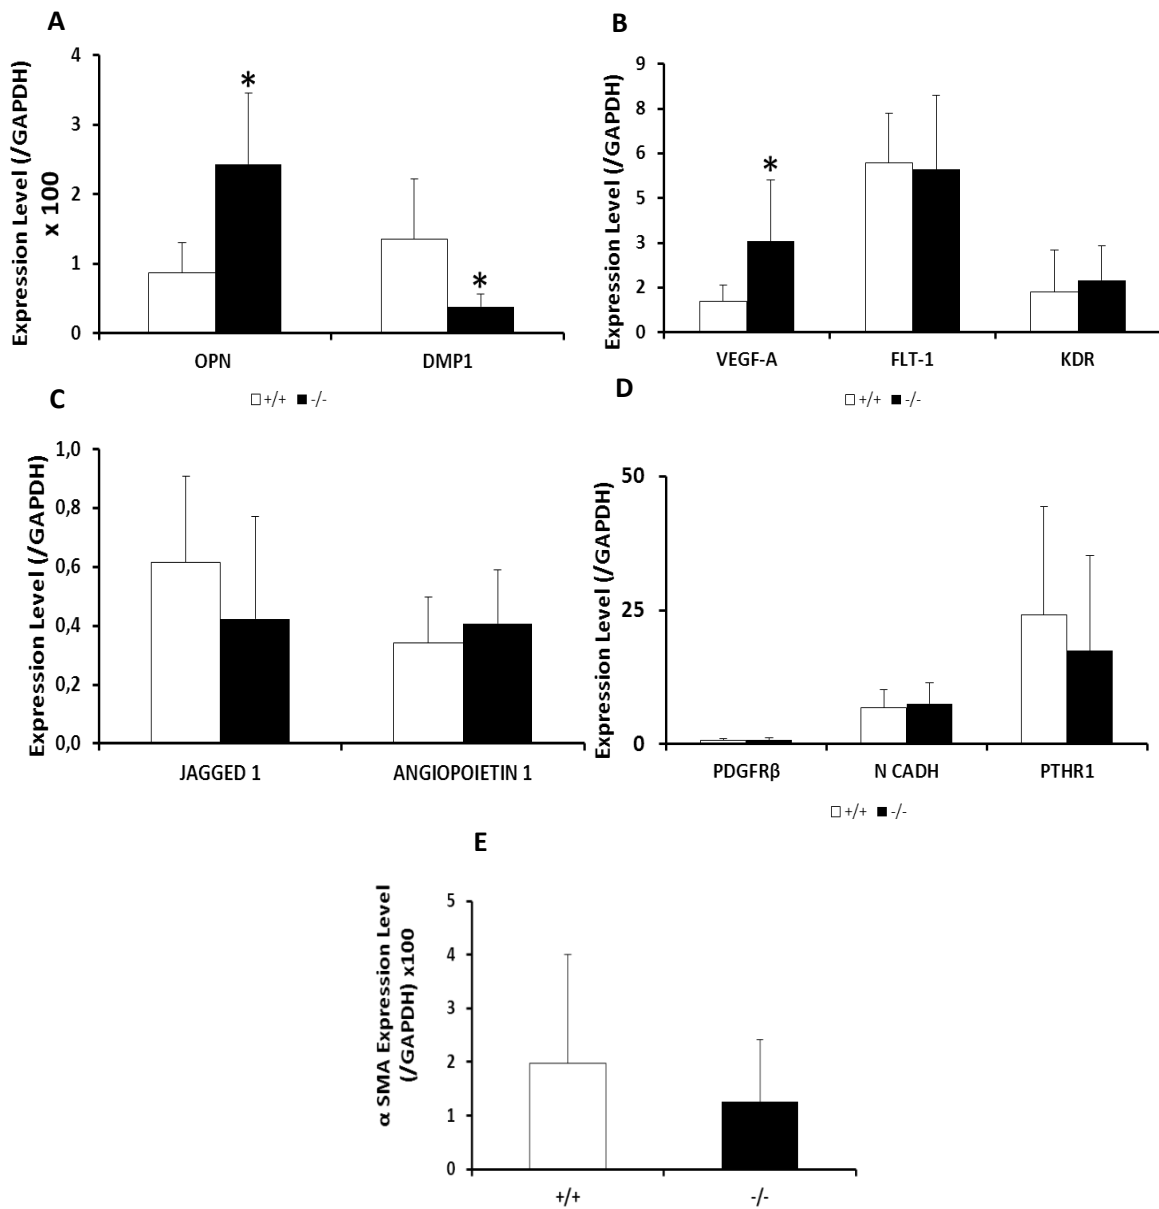 A
Expression Level (/GAPDH)
x 100
4
3
2
1
0
*
*
OPN
DMP1
+/+
-/-
B
Expression Level (/GAPDH)
9
8
6
5
3
2
0
*
VEGF-A
FLT-1
KDR
+/+
-/-
C
Expression Level (/GAPDH)
1,0
0,8
0,6
0,4
0,2
0,0
JAGGED 1
ANGIOPOIETIN 1
D
Expression Level (/GAPDH)
50
25
0
PDGFRβ
N CADH
PTHR1
+/+
-/-
E
α SMA Expression Level
(/GAPDH) x100
5
4
3
2
1
0
+/+
-/-